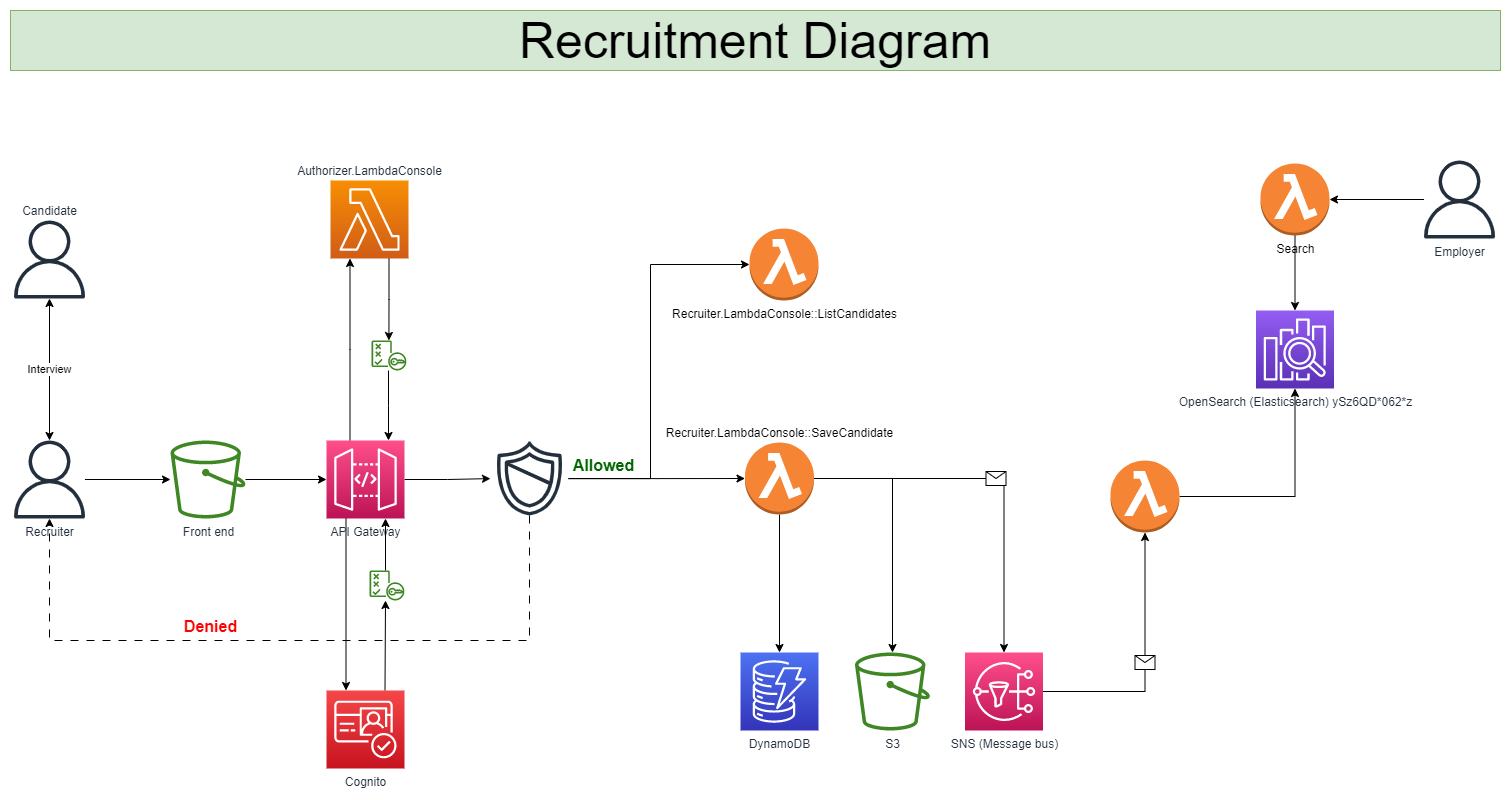 Recruitment Diagram
Authorizer.LambdaConsole
Candidate
Search
Employer
Recruiter.LambdaConsole::ListCandidates
Interview
OpenSearch (Elasticsearch) ySz6QD*062*z
Recruiter.LambdaConsole::SaveCandidate
Allowed
Recruiter
Front end
API Gateway
Denied
DynamoDB
S3
SNS (Message bus)
Cognito